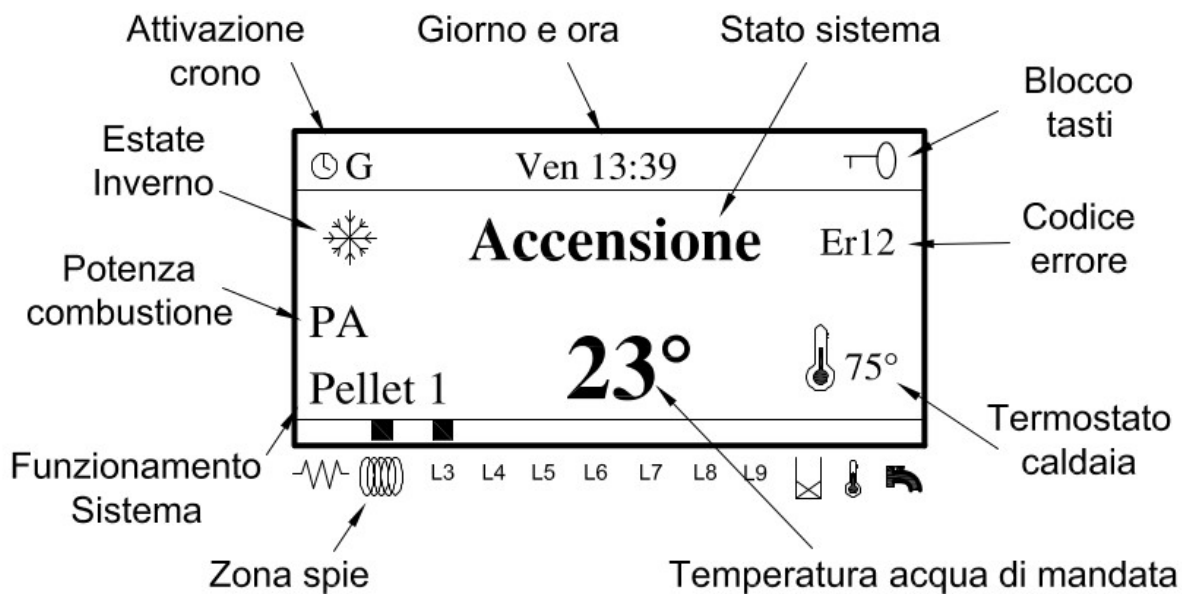 Attivazione
crono
Giorno e ora
Stato sistema
Blocco
tasti
Estate
Inverno
G
Ven 13:39
Accensione
Er12
Codice
errore
Potenza
combustione
PA
23°
75°
Pellet 1
Termostato
caldaia
Funzionamento
Sistema
L3 L4 L5 L6 L7 L8 L9
Zona spie
Temperatura acqua di mandata